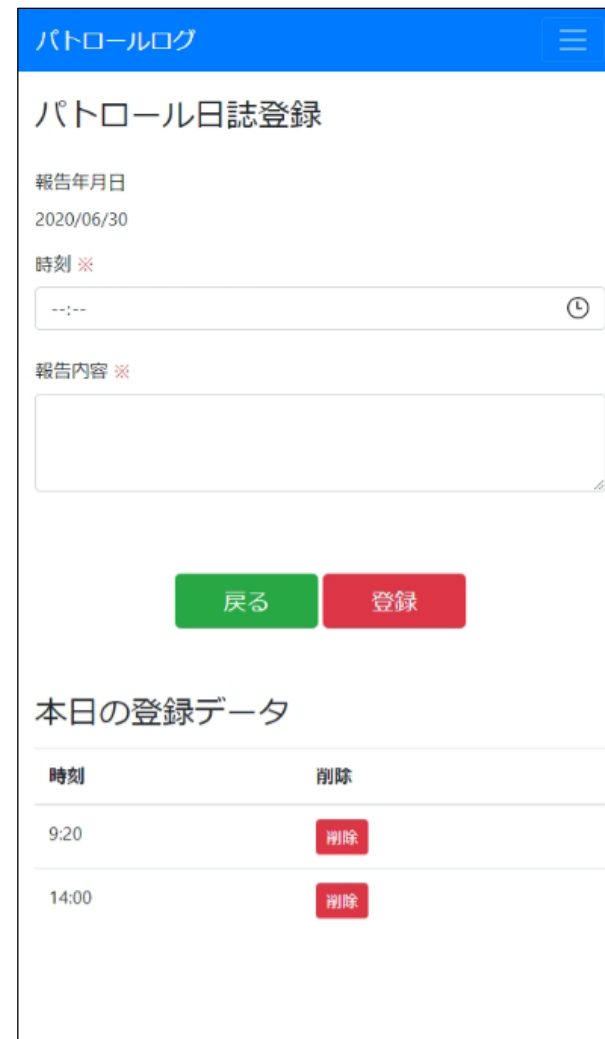 パトロールログ
パトロール日誌登録
報告年月日
2020/06/30
時刻 ※
--:--
報告内容 ※
戻る 登録
本日の登録データ
時刻 削除
9:20 削除
14:00 削除